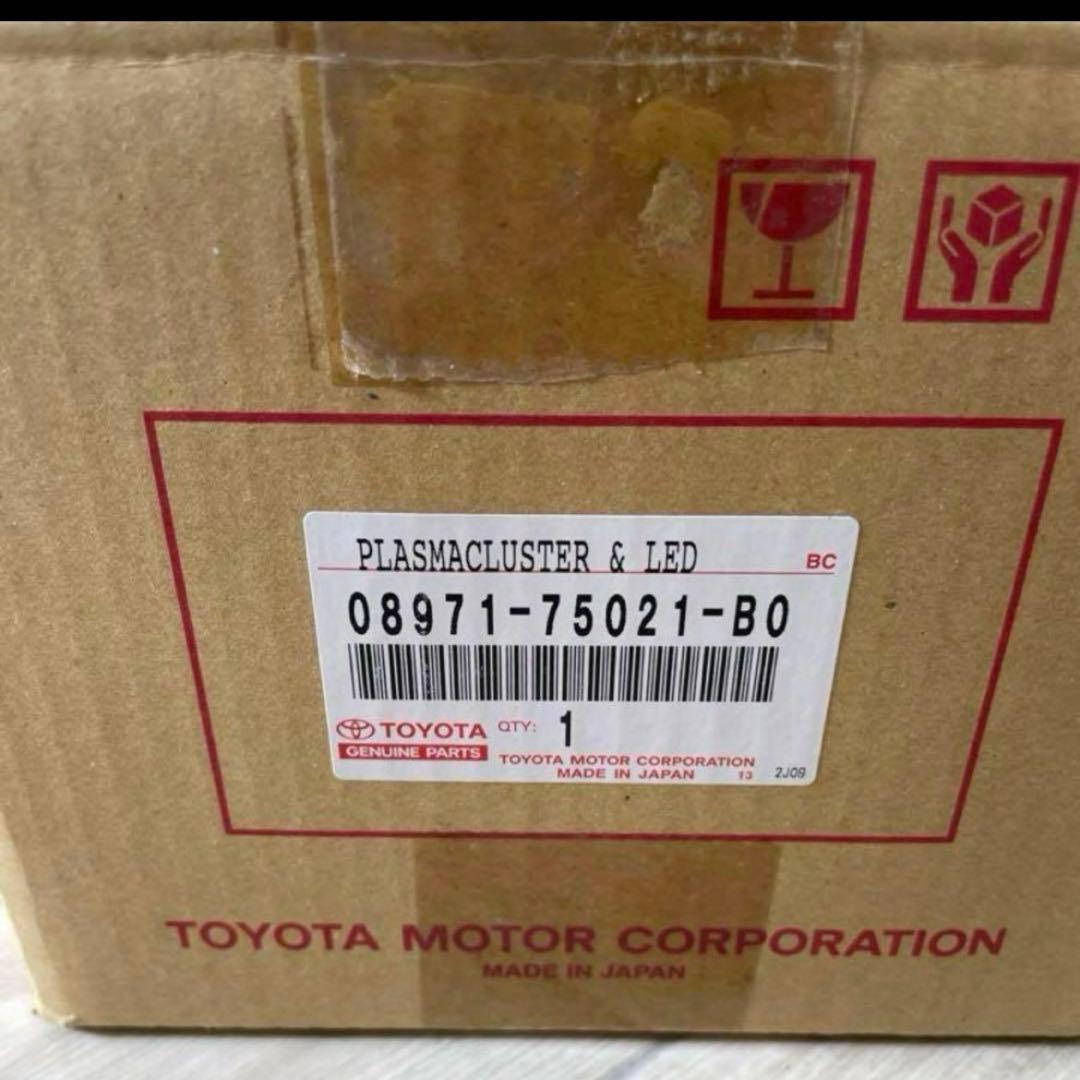 PLASMACLUSTER & LED BC
08971-75021-B0
TOYOTA QTY: 1
GENUINE PARTS
TOYOTA MOTOR CORPORATION
MADE IN JAPAN 13 2J09
TOYOTA MOTOR CORPORATION
MADE IN JAPAN